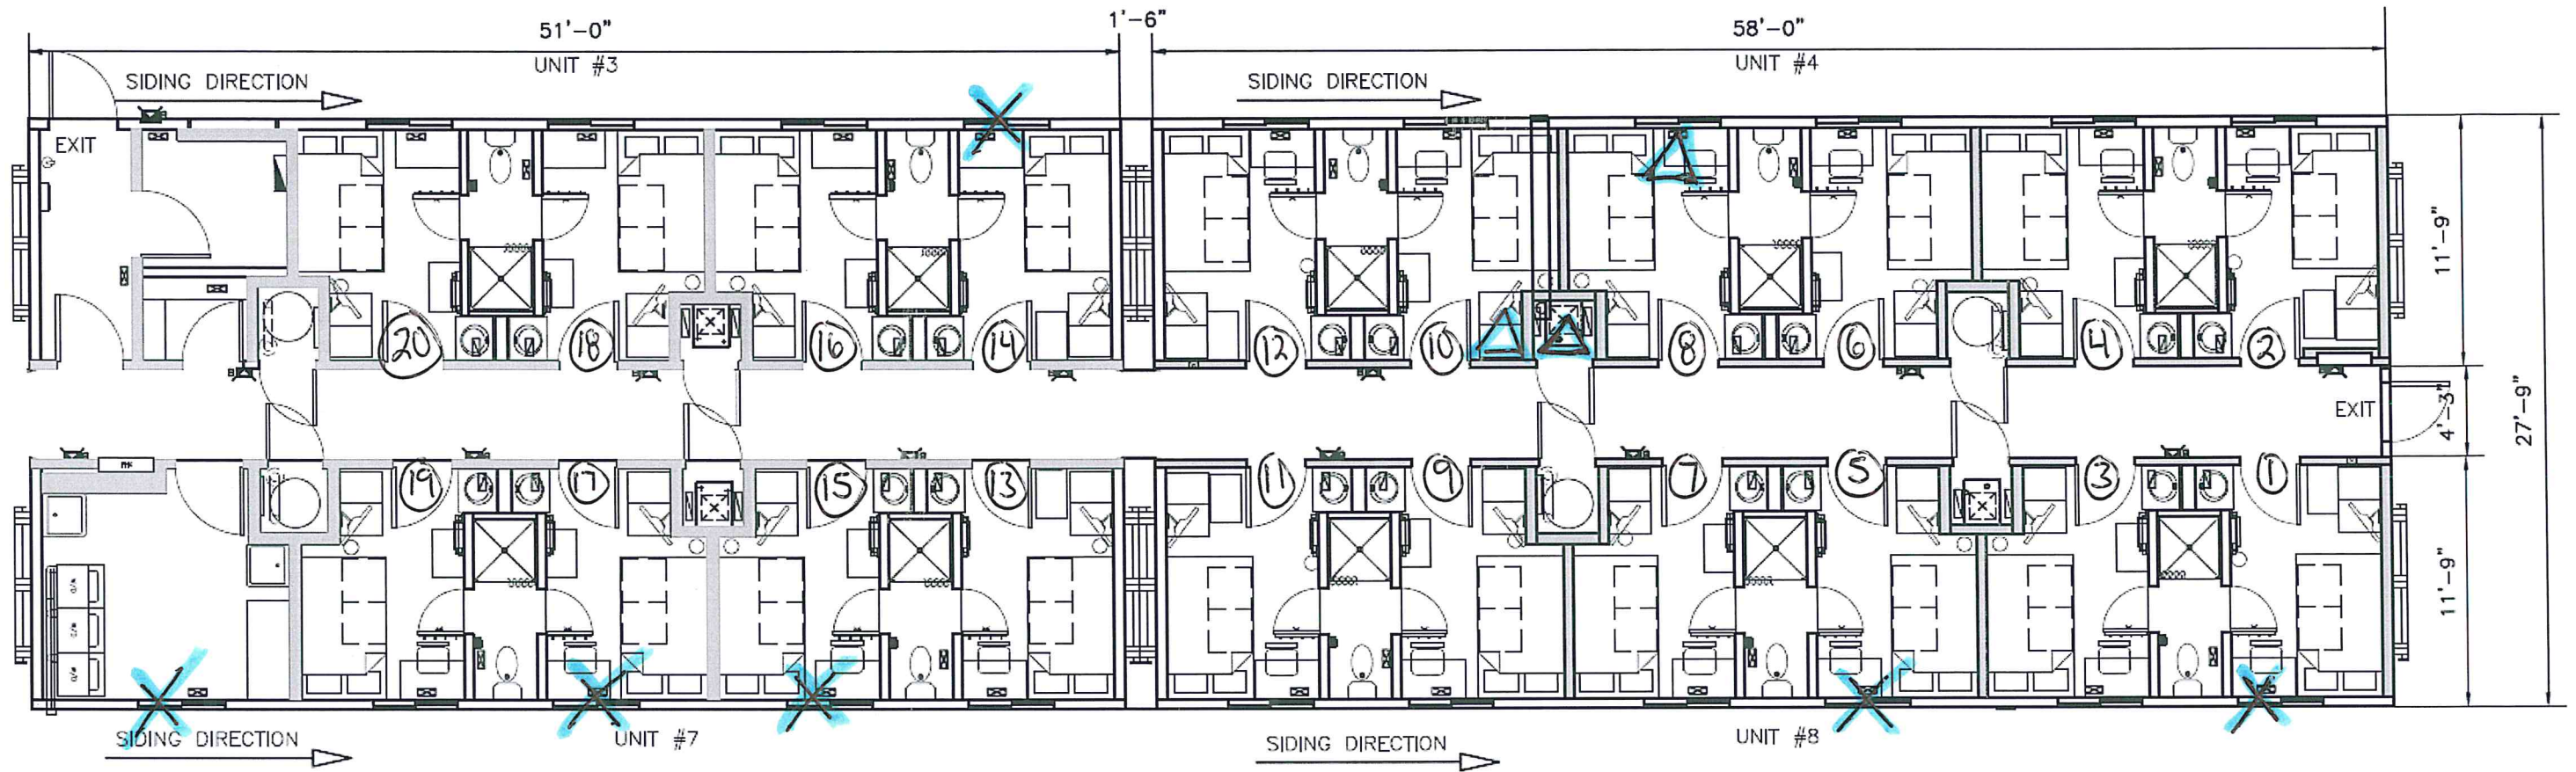 51'-0"
1'-6"
58'-0"
UNIT #3
UNIT #4
SIDING DIRECTION
SIDING DIRECTION
EXIT
11'-9"
20
18
16
14
12
10
8
6
4
2
EXIT
4'-3"
27'-9"
19
17
15
13
11
9
7
5
3
1
11'-9"
SIDING DIRECTION
UNIT #7
SIDING DIRECTION
UNIT #8